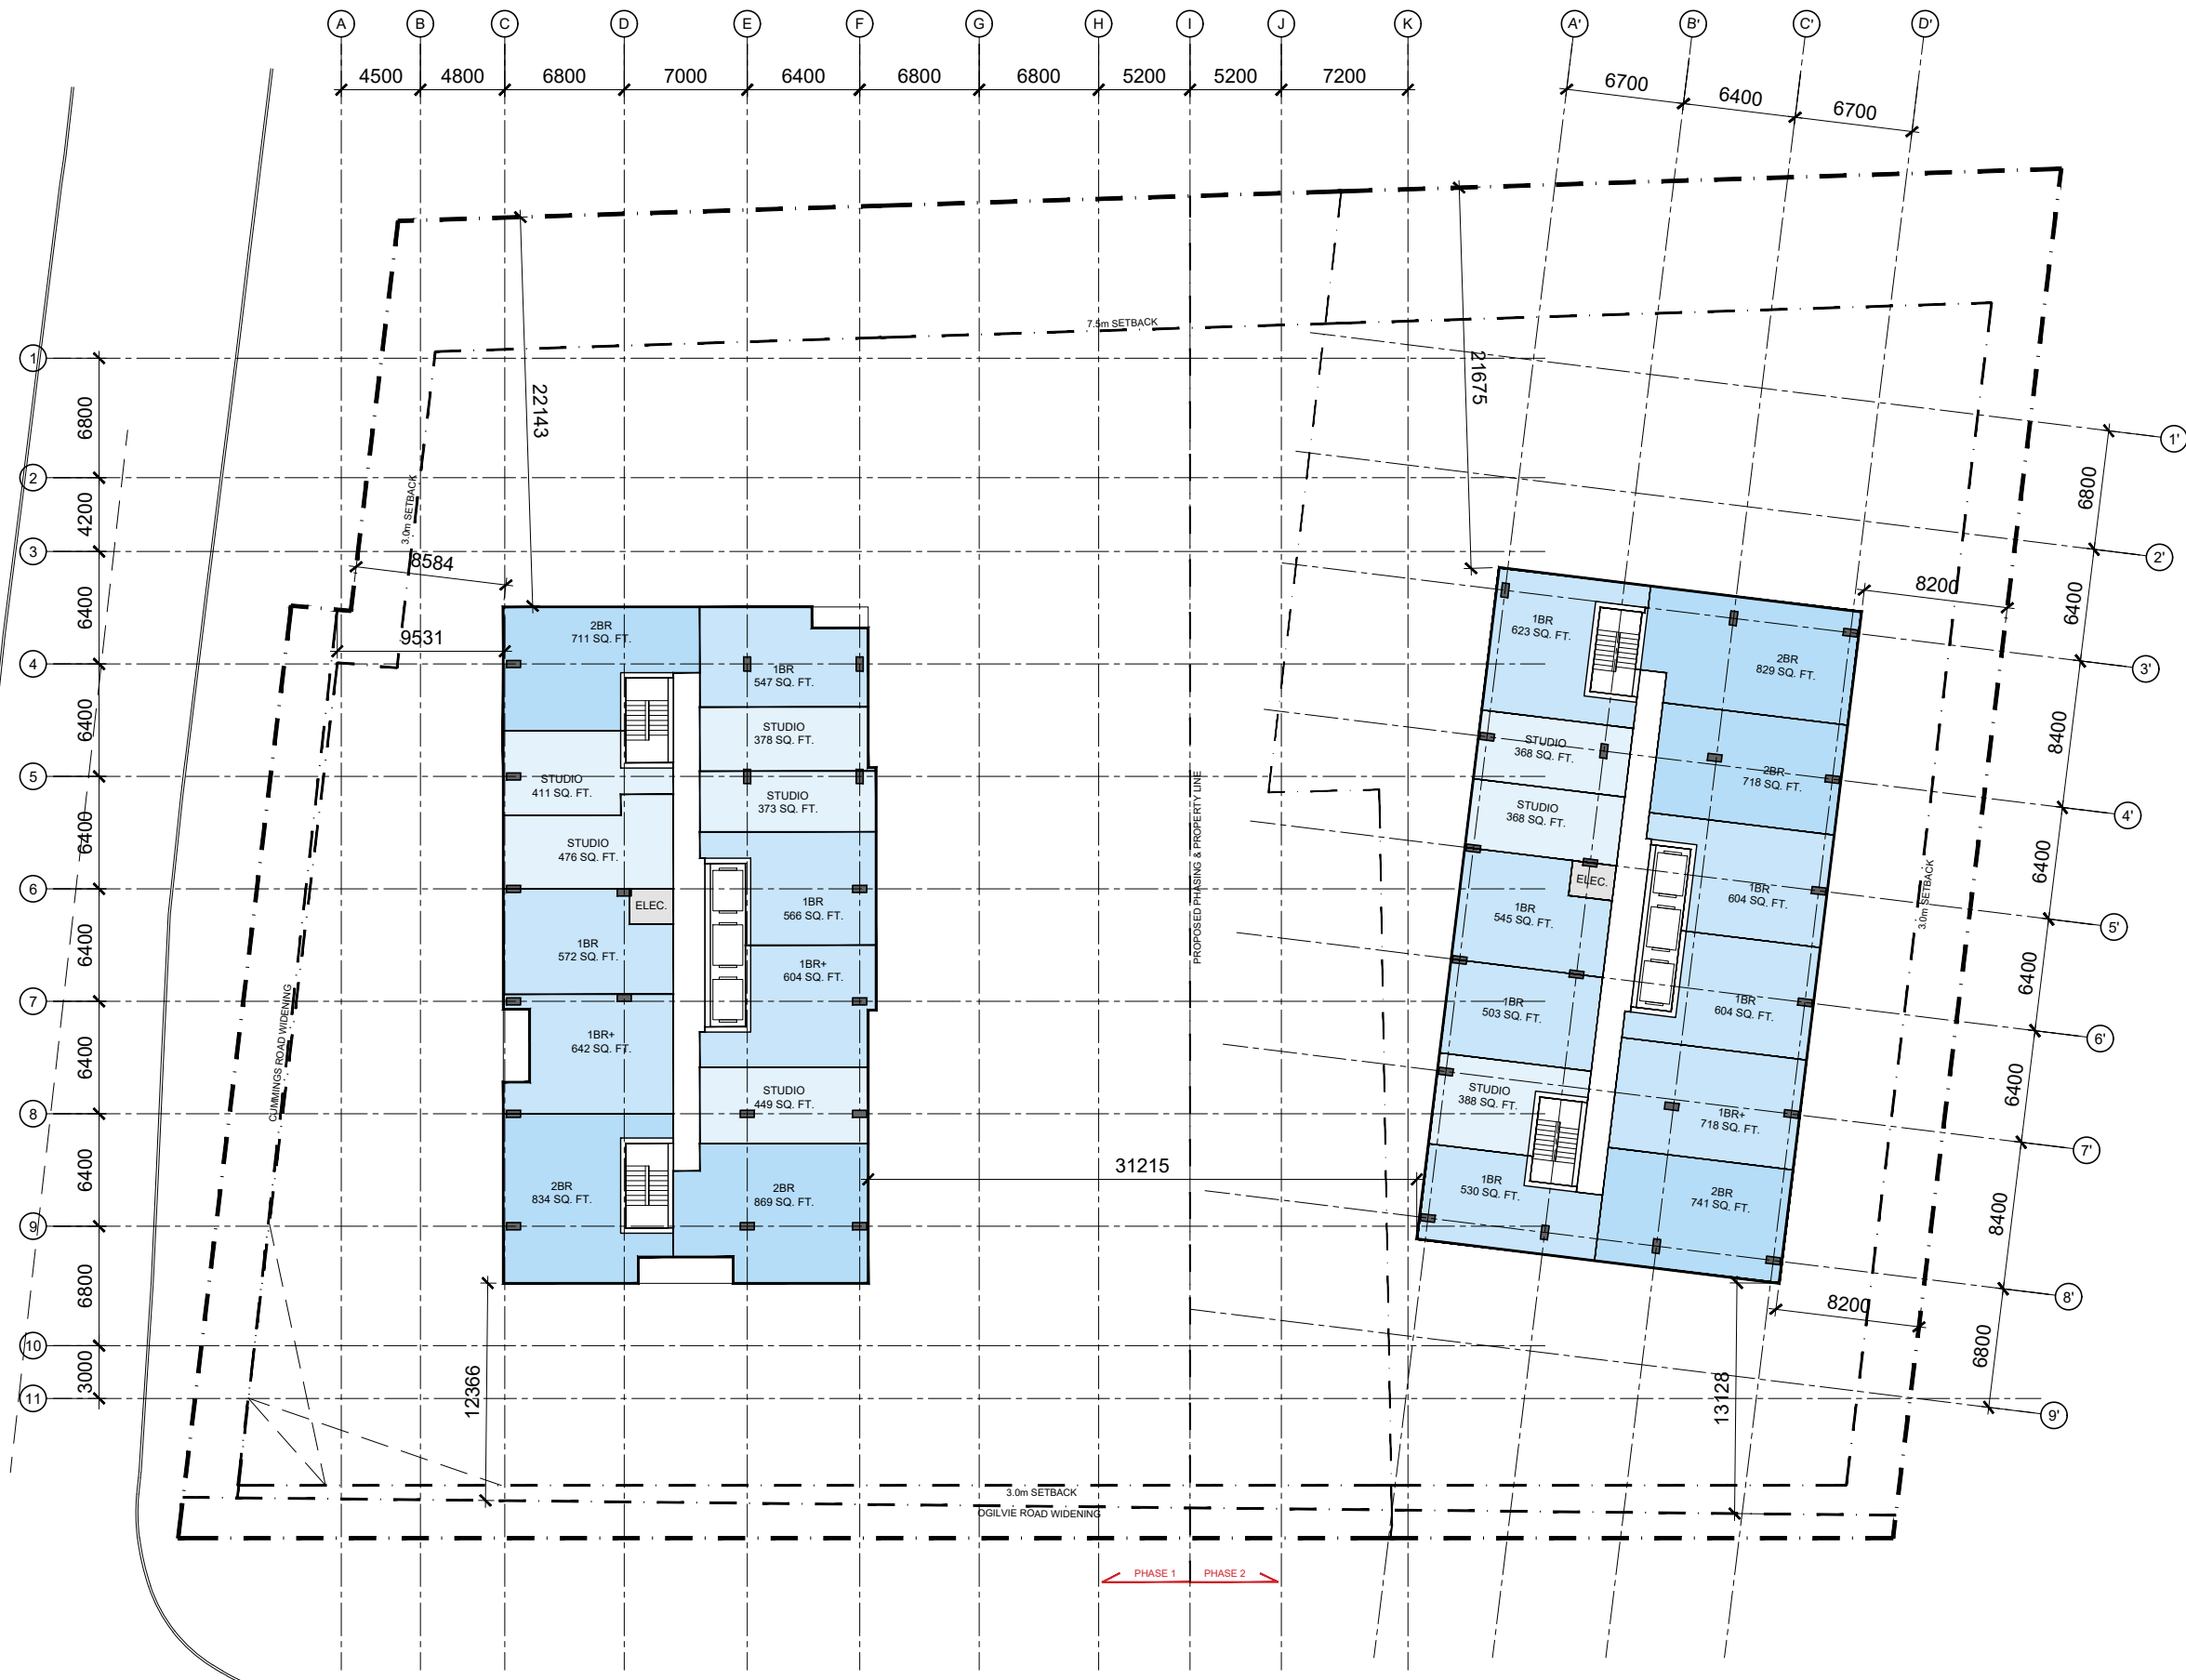 A B C D E F G H I J K A' B' C' D'
4500 4800 6800 7000 6400 6800 6800 5200 5200 7200
6700 6400 6700
7.5m SETBACK
1
6800
2
4200
3
6400
4
6400
5
6400
6
6400
7
6400
8
6400
9
6800
10
3000
11
22143
21675
3.0m SETBACK
8584
9531
8200
1'
6800
2'
6400
3'
8400
4'
6400
5'
6400
6'
6400
7'
8400
8'
6800
9'
2BR
711 SQ. FT.
1BR
547 SQ. FT.
STUDIO
378 SQ. FT.
STUDIO
411 SQ. FT.
STUDIO
373 SQ. FT.
STUDIO
476 SQ. FT.
ELEC.
1BR
566 SQ. FT.
1BR
572 SQ. FT.
1BR+
604 SQ. FT.
1BR+
642 SQ. FT.
STUDIO
449 SQ. FT.
2BR
834 SQ. FT.
2BR
869 SQ. FT.
1BR
623 SQ. FT.
2BR
829 SQ. FT.
STUDIO
368 SQ. FT.
2BR
718 SQ. FT.
STUDIO
368 SQ. FT.
ELEC.
1BR
604 SQ. FT.
1BR
545 SQ. FT.
1BR
503 SQ. FT.
1BR
604 SQ. FT.
STUDIO
388 SQ. FT.
1BR+
718 SQ. FT.
1BR
530 SQ. FT.
2BR
741 SQ. FT.
PROPOSED PHASING & PROPERTY LINE
3.0m SETBACK
CUMMINGS ROAD WIDENING
31215
8200
12366
13128
3.0m SETBACK
OGILVIE ROAD WIDENING
PHASE 1 PHASE 2